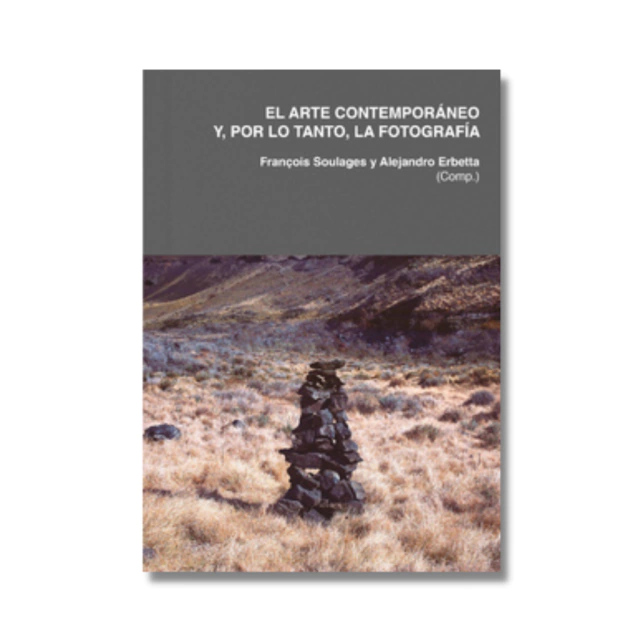 EL ARTE CONTEMPORÁNEO
Y, POR LO TANTO, LA FOTOGRAFÍA
François Soulages y Alejandro Erbetta
(Comp.)